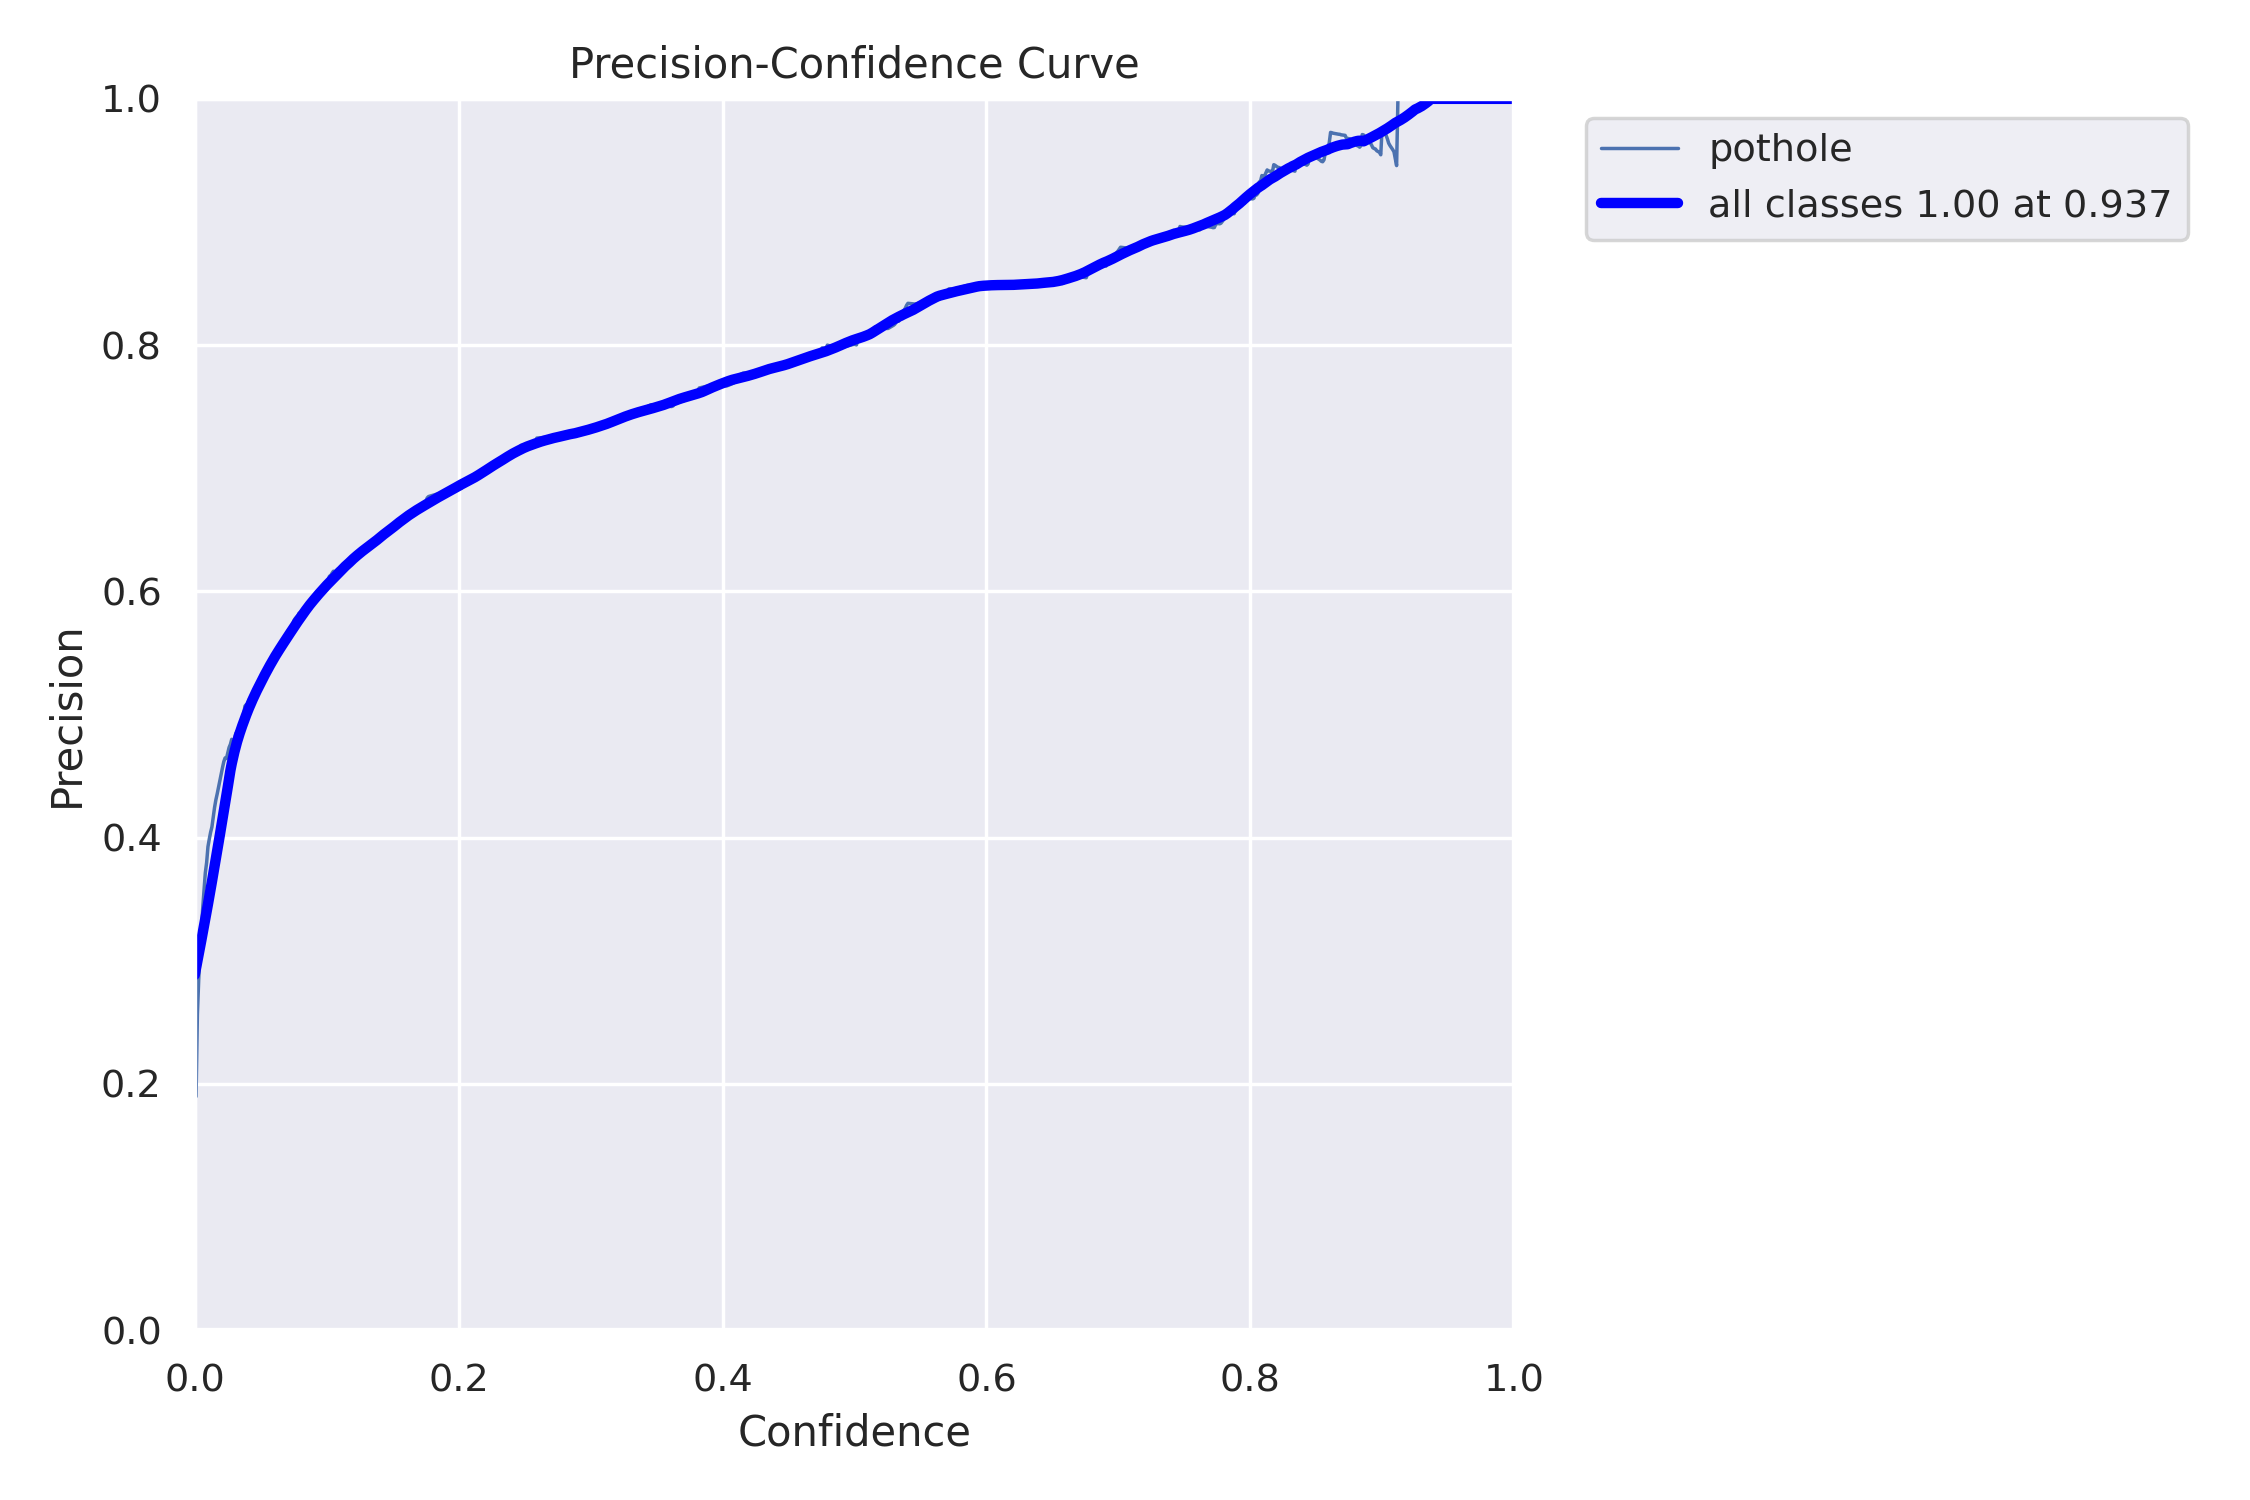 Precision-Confidence Curve
1.0
0.8
0.6
0.4
0.2
0.0
Precision
0.0 0.2 0.4 0.6 0.8 1.0
Confidence
pothole
all classes 1.00 at 0.937